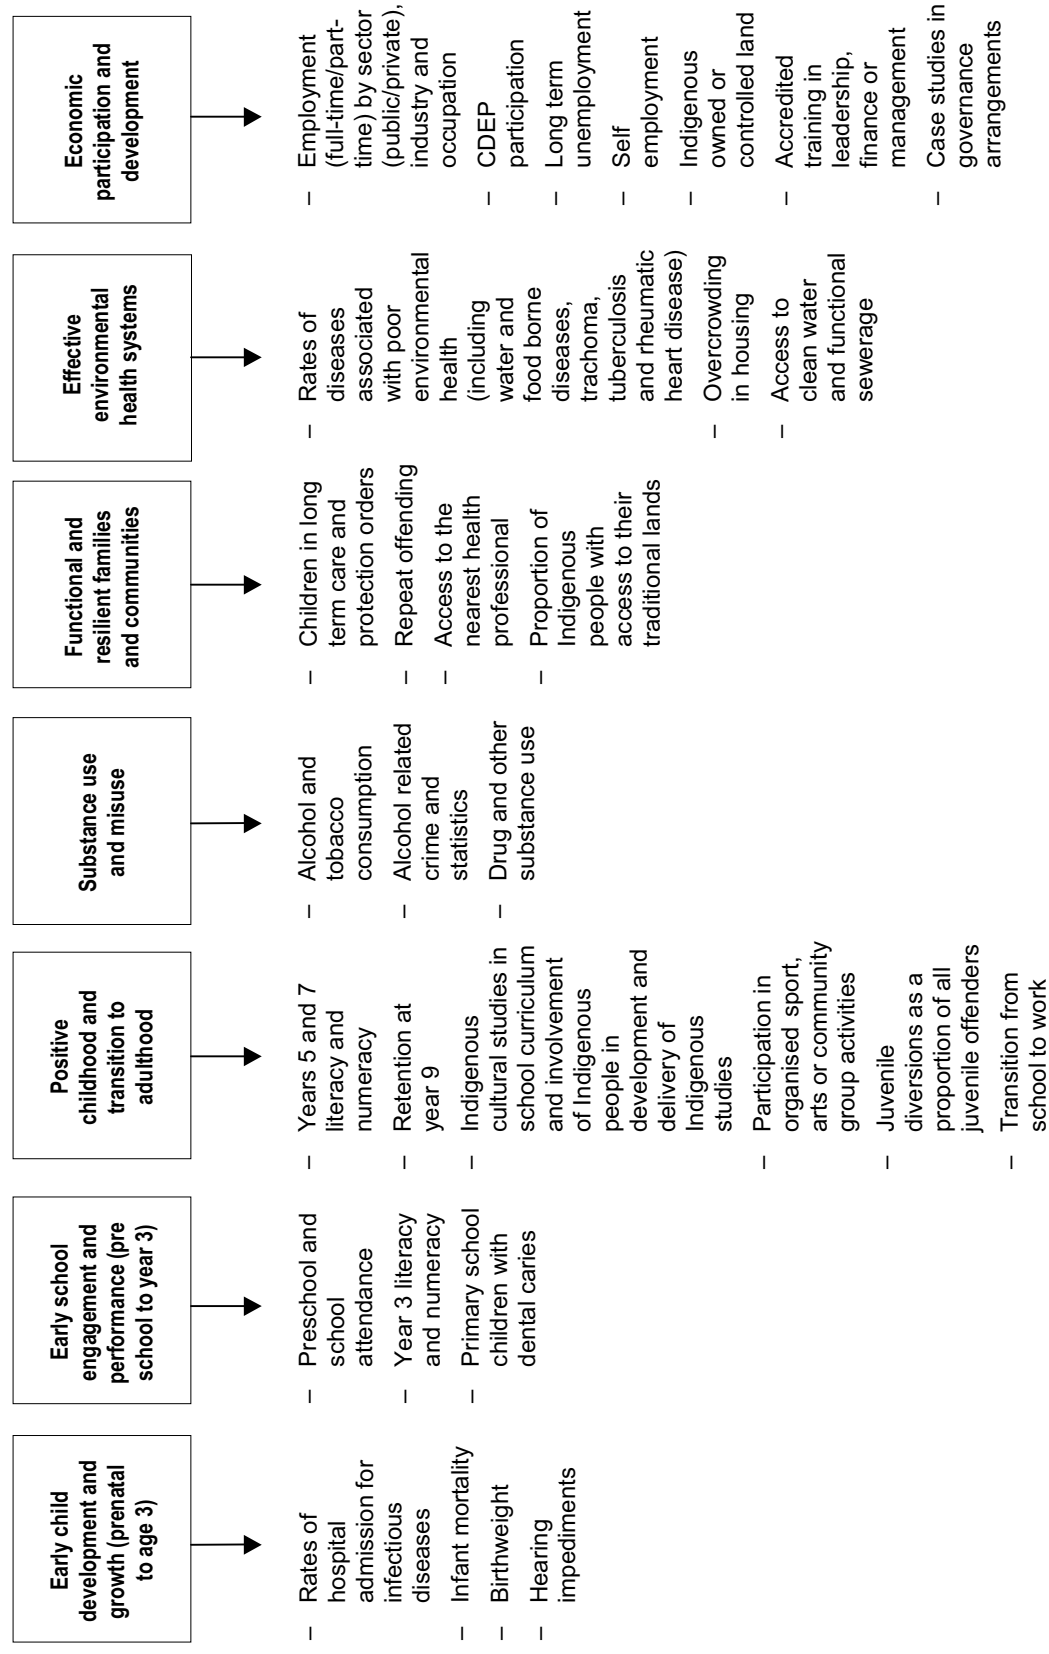 Early child
development and
growth (prenatal
to age 3)
– Rates of
hospital
admission for
infectious
diseases
– Infant mortality
– Birthweight
– Hearing
impediments
Early school
engagement and
performance (pre
school to year 3)
– Preschool and
school
attendance
– Year 3 literacy
and numeracy
– Primary school
children with
dental caries
Positive
childhood and
transition to
adulthood
– Years 5 and 7
literacy and
numeracy
– Retention at
year 9
– Indigenous
cultural studies in
school curriculum
and involvement
of Indigenous
people in
development and
delivery of
Indigenous
studies
– Participation in
organised sport,
arts or community
group activities
– Juvenile
diversions as a
proportion of all
juvenile offenders
– Transition from
school to work
Substance use
and misuse
– Alcohol and
tobacco
consumption
– Alcohol related
crime and
statistics
– Drug and other
substance use
Functional and
resilient families
and communities
– Children in long
term care and
protection orders
– Repeat offending
– Access to the
nearest health
professional
– Proportion of
Indigenous
people with
access to their
traditional lands
Effective
environmental
health systems
– Rates of
diseases
associated
with poor
environmental
health
(including
water and
food borne
diseases,
trachoma,
tuberculosis
and rheumatic
heart disease)
– Overcrowding
in housing
– Access to
clean water
and functional
sewerage
Economic
participation and
development
– Employment
(full-time/part-
time) by sector
(public/private),
industry and
occupation
– CDEP
participation
– Long term
unemployment
– Self
employment
– Indigenous
owned or
controlled land
– Accredited
training in
leadership,
finance or
management
– Case studies in
governance
arrangements